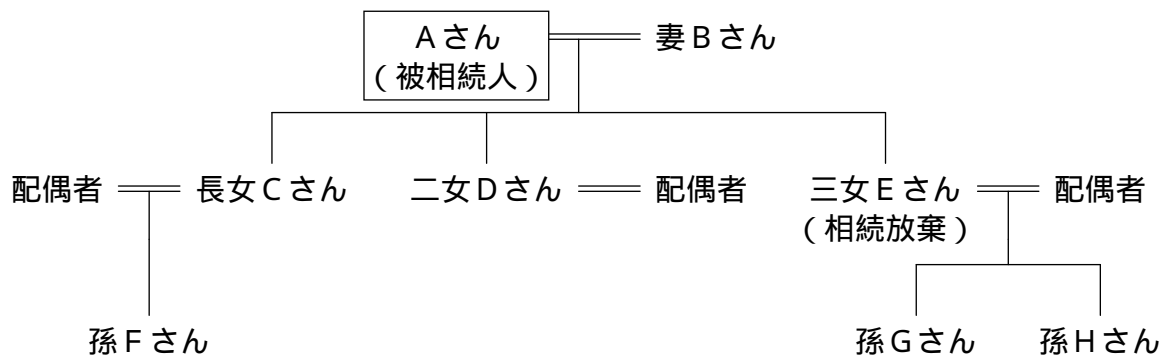 Aさん
(被相続人)
妻Bさん
配偶者
長女Cさん
二女Dさん
配偶者
三女Eさん
(相続放棄)
配偶者
孫Fさん
孫Gさん
孫Hさん